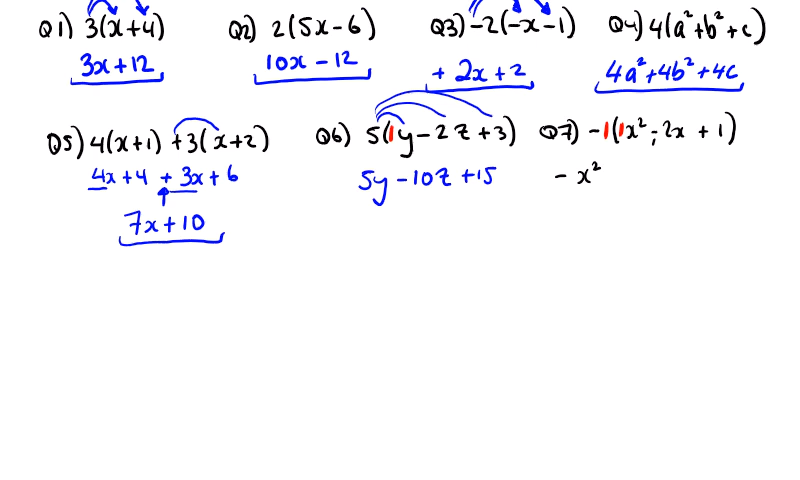 Q1) 3(x+4) Q2) 2(5x-6) Q3) -2(-x-1) Q4) 4(a²+b²+c)
3x+12 10x-12 +2x+2 4a²+4b²+4c
Q5) 4(x+1)+3(x+2) Q6) 5(1y-2z+3) Q7) -1(1x²-2x+1)
4x+4+3x+6 5y-10z+15 -x²
7x+10